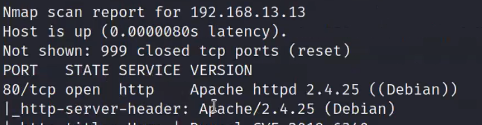 Nmap scan report for 192.168.13.13
Host is up (0.0000080s latency).
Not shown: 999 closed tcp ports (reset)
PORT   STATE SERVICE VERSION
80/tcp open  http    Apache httpd 2.4.25 ((Debian))
|_http-server-header: Apache/2.4.25 (Debian)